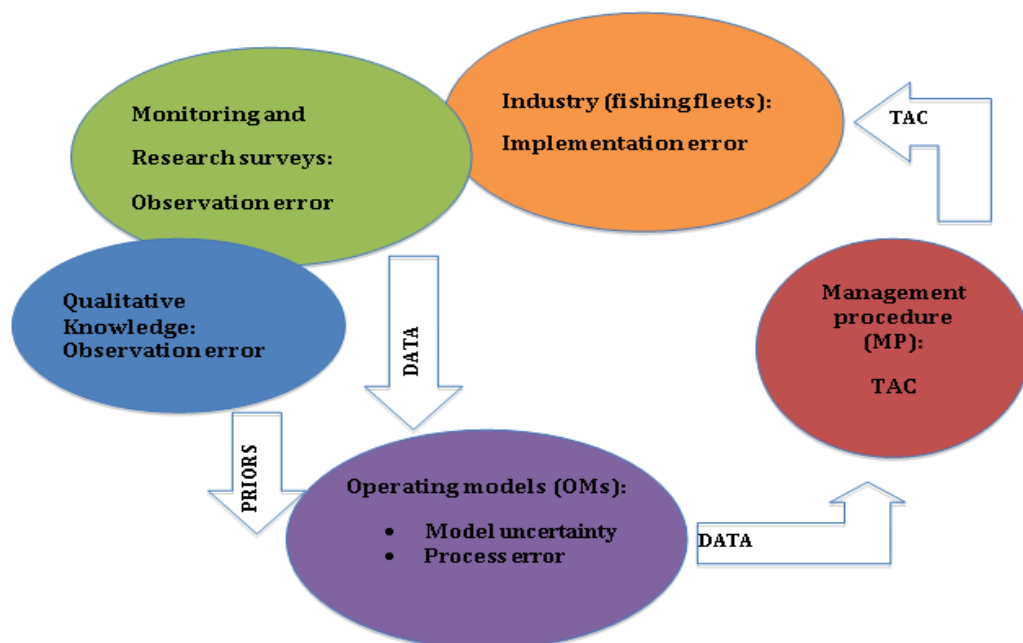 Monitoring and
Research surveys:
Observation error
Industry (fishing fleets):
Implementation error
TAC
Qualitative
Knowledge:
Observation error
DATA
Management
procedure
(MP):
TAC
PRIORS
Operating models (OMs):
• Model uncertainty
• Process error
DATA